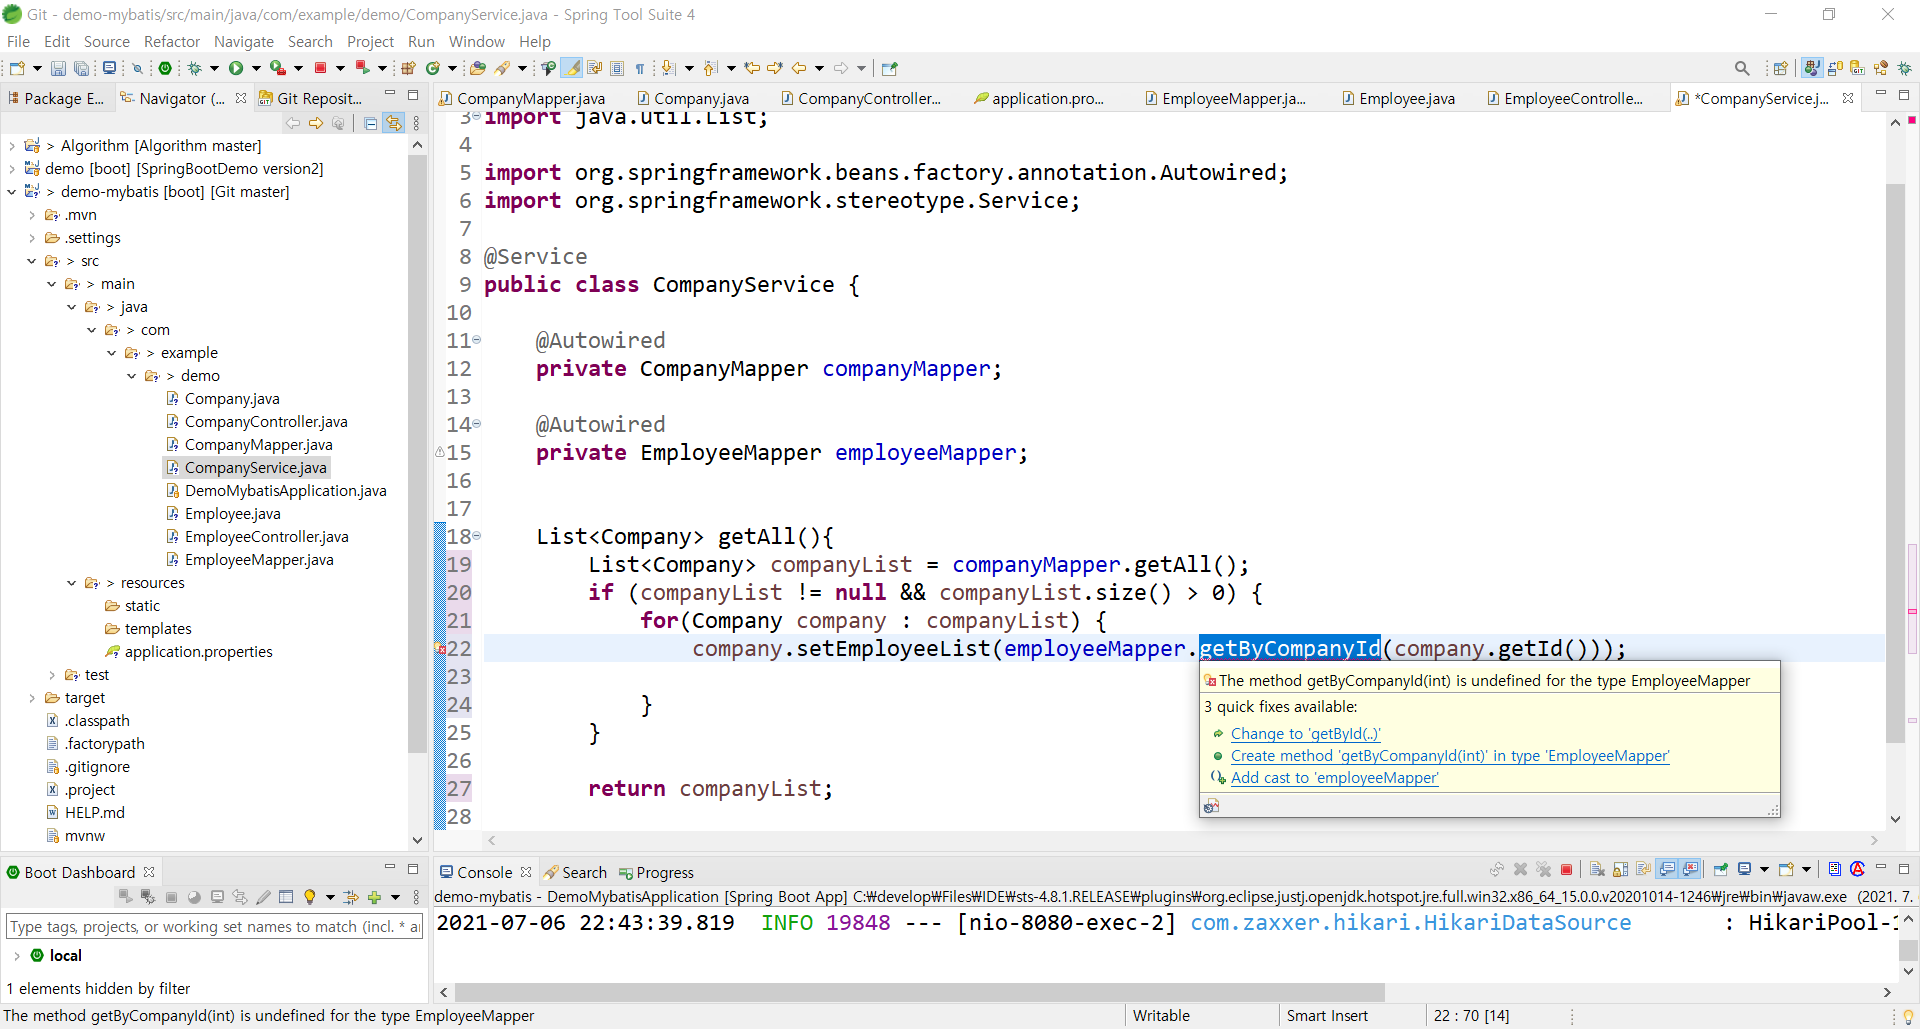 Git - demo-mybatis/src/main/java/com/example/demo/CompanyService.java - Spring Tool Suite 4
File Edit Source Refactor Navigate Search Project Run Window Help
Package E... Navigator (... Git Reposit...
CompanyMapper.java Company.java CompanyController... application.pro... EmployeeMapper.ja... Employee.java EmployeeControlle... *CompanyService.j...
> Algorithm [Algorithm master]
demo [boot] [SpringBootDemo version2]
> demo-mybatis [boot] [Git master]
> .mvn
.settings
> src
> main
> java
> com
> example
> demo
Company.java
CompanyController.java
CompanyMapper.java
CompanyService.java
DemoMybatisApplication.java
Employee.java
EmployeeController.java
EmployeeMapper.java
> resources
static
templates
application.properties
> test
target
.classpath
.factorypath
.gitignore
.project
HELP.md
mvnw
3 import java.util.List;
4
5 import org.springframework.beans.factory.annotation.Autowired;
6 import org.springframework.stereotype.Service;
7
8 @Service
9 public class CompanyService {
10
11 @Autowired
12 private CompanyMapper companyMapper;
13
14 @Autowired
15 private EmployeeMapper employeeMapper;
16
17
18 List<Company> getAll(){
19 List<Company> companyList = companyMapper.getAll();
20 if (companyList != null && companyList.size() > 0) {
21 for(Company company : companyList) {
22 company.setEmployeeList(employeeMapper.getByCompanyId(company.getId()));
23
24 }
25 }
26
27 return companyList;
28
The method getByCompanyId(int) is undefined for the type EmployeeMapper
3 quick fixes available:
Change to 'getById(..)'
Create method 'getByCompanyId(int)' in type 'EmployeeMapper'
Add cast to 'employeeMapper'
Boot Dashboard
Type tags, projects, or working set names to match (incl. * a
local
1 elements hidden by filter
Console Search Progress
demo-mybatis - DemoMybatisApplication [Spring Boot App] C:₩develop₩Files₩IDE₩sts-4.8.1.RELEASE₩plugins₩org.eclipse.justj.openjdk.hotspot.jre.full.win32.x86_64_15.0.0.v20201014-1246₩jre₩bin₩javaw.exe (2021. 7.
2021-07-06 22:43:39.819 INFO 19848 --- [nio-8080-exec-2] com.zaxxer.hikari.HikariDataSource : HikariPool-1
The method getByCompanyId(int) is undefined for the type EmployeeMapper Writable Smart Insert 22 : 70 [14]